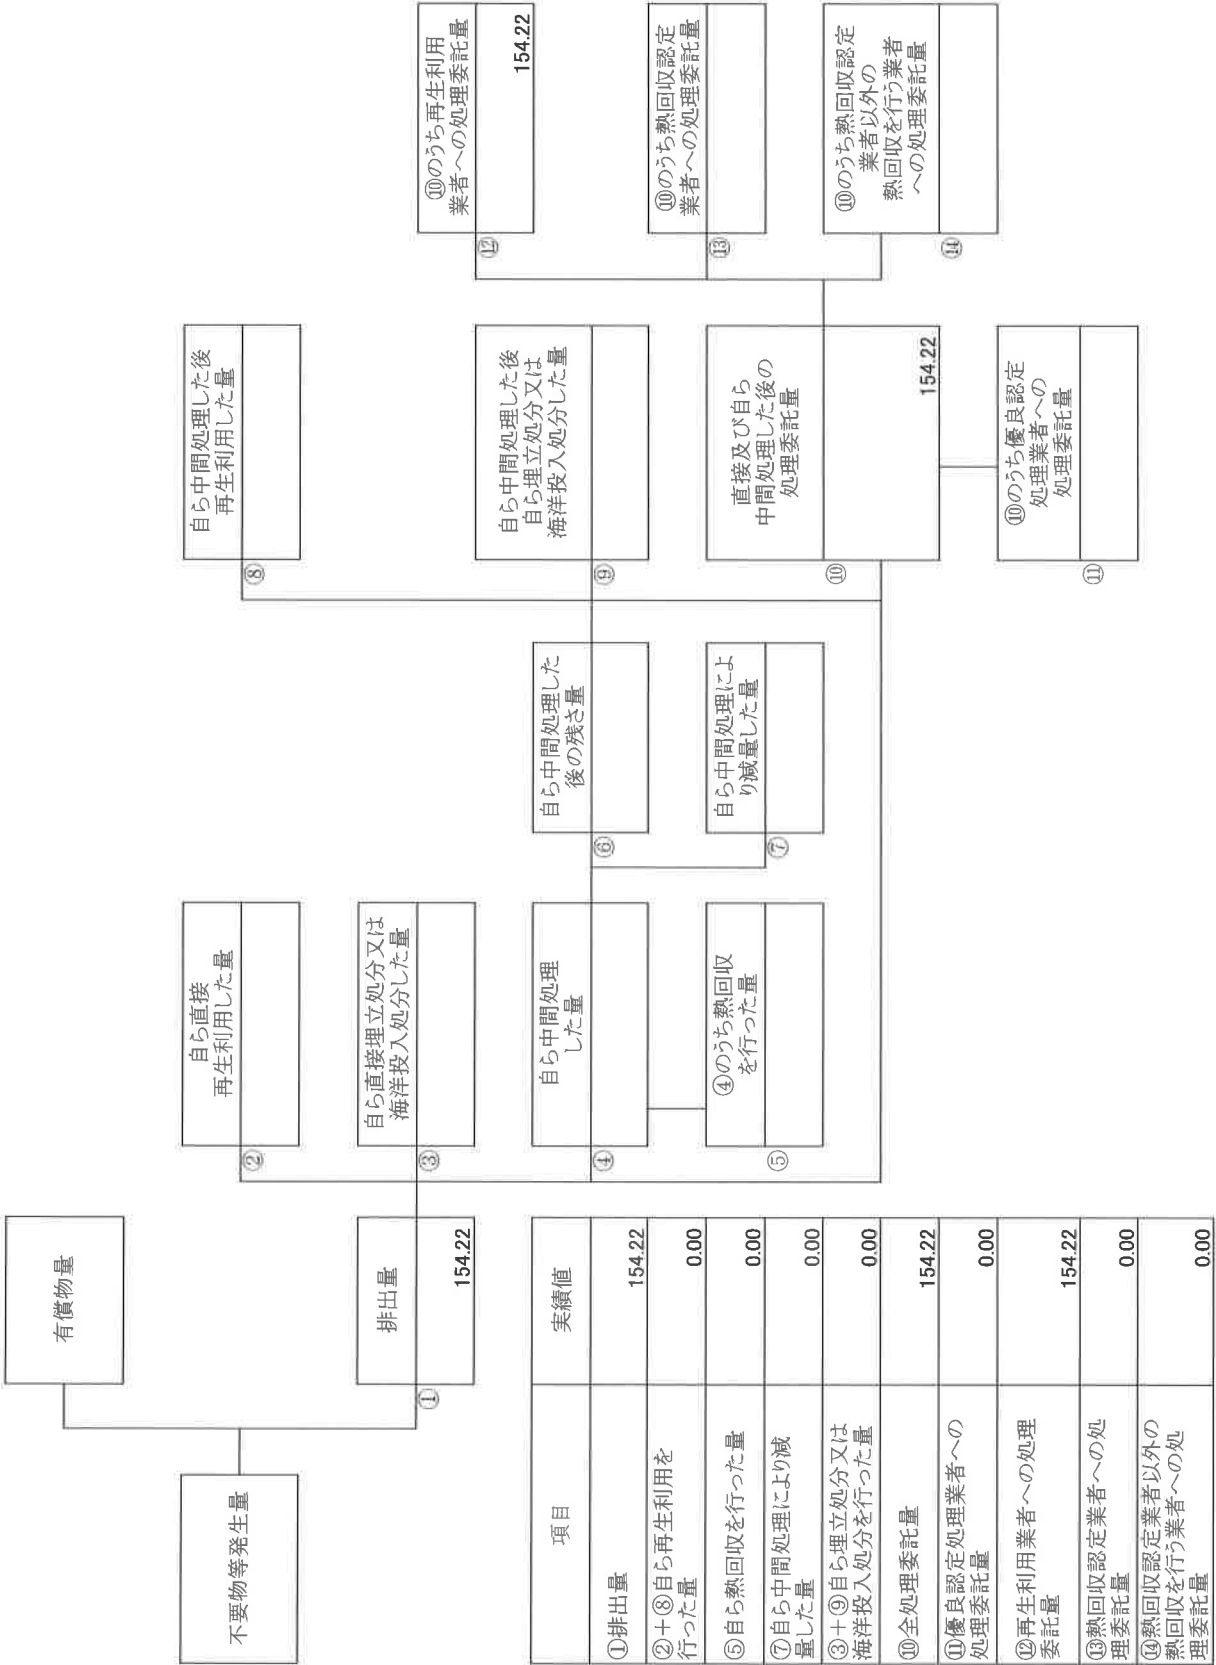 不要物等発生量
有償物量
①
排出量
154.22
②
自ら直接
再生利用した量
③
自ら直接埋立処分又は
海洋投入処分した量
④
自ら中間処理
した量
⑤
④のうち熱回収
を行った量
⑥
自ら中間処理した
後の残さ量
⑦
自ら中間処理によ
り減量した量
⑧
自ら中間処理した後
再生利用した量
⑨
自ら中間処理した後
自ら埋立処分又は
海洋投入処分した量
⑩
直接及び自ら
中間処理した後の
処理委託量
154.22
⑪
⑩のうち優良認定
処理業者への
処理委託量
⑫
⑩のうち再生利用
業者への処理委託量
154.22
⑬
⑩のうち熱回収認定
業者への処理委託量
⑭
⑩のうち熱回収認定
業者以外の
熱回収を行う業者
への処理委託量
項目 実績値
①排出量 154.22
②+⑧自ら再生利用を
行った量 0.00
⑤自ら熱回収を行った量 0.00
⑦自ら中間処理により減
量した量 0.00
③+⑨自ら埋立処分又は
海洋投入処分を行った量 0.00
⑩全処理委託量 154.22
⑪優良認定処理業者への
処理委託量 0.00
⑫再生利用業者への処理
委託量 154.22
⑬熱回収認定業者への処
理委託量 0.00
⑭熱回収認定業者以外の
熱回収を行う業者への処
理委託量 0.00